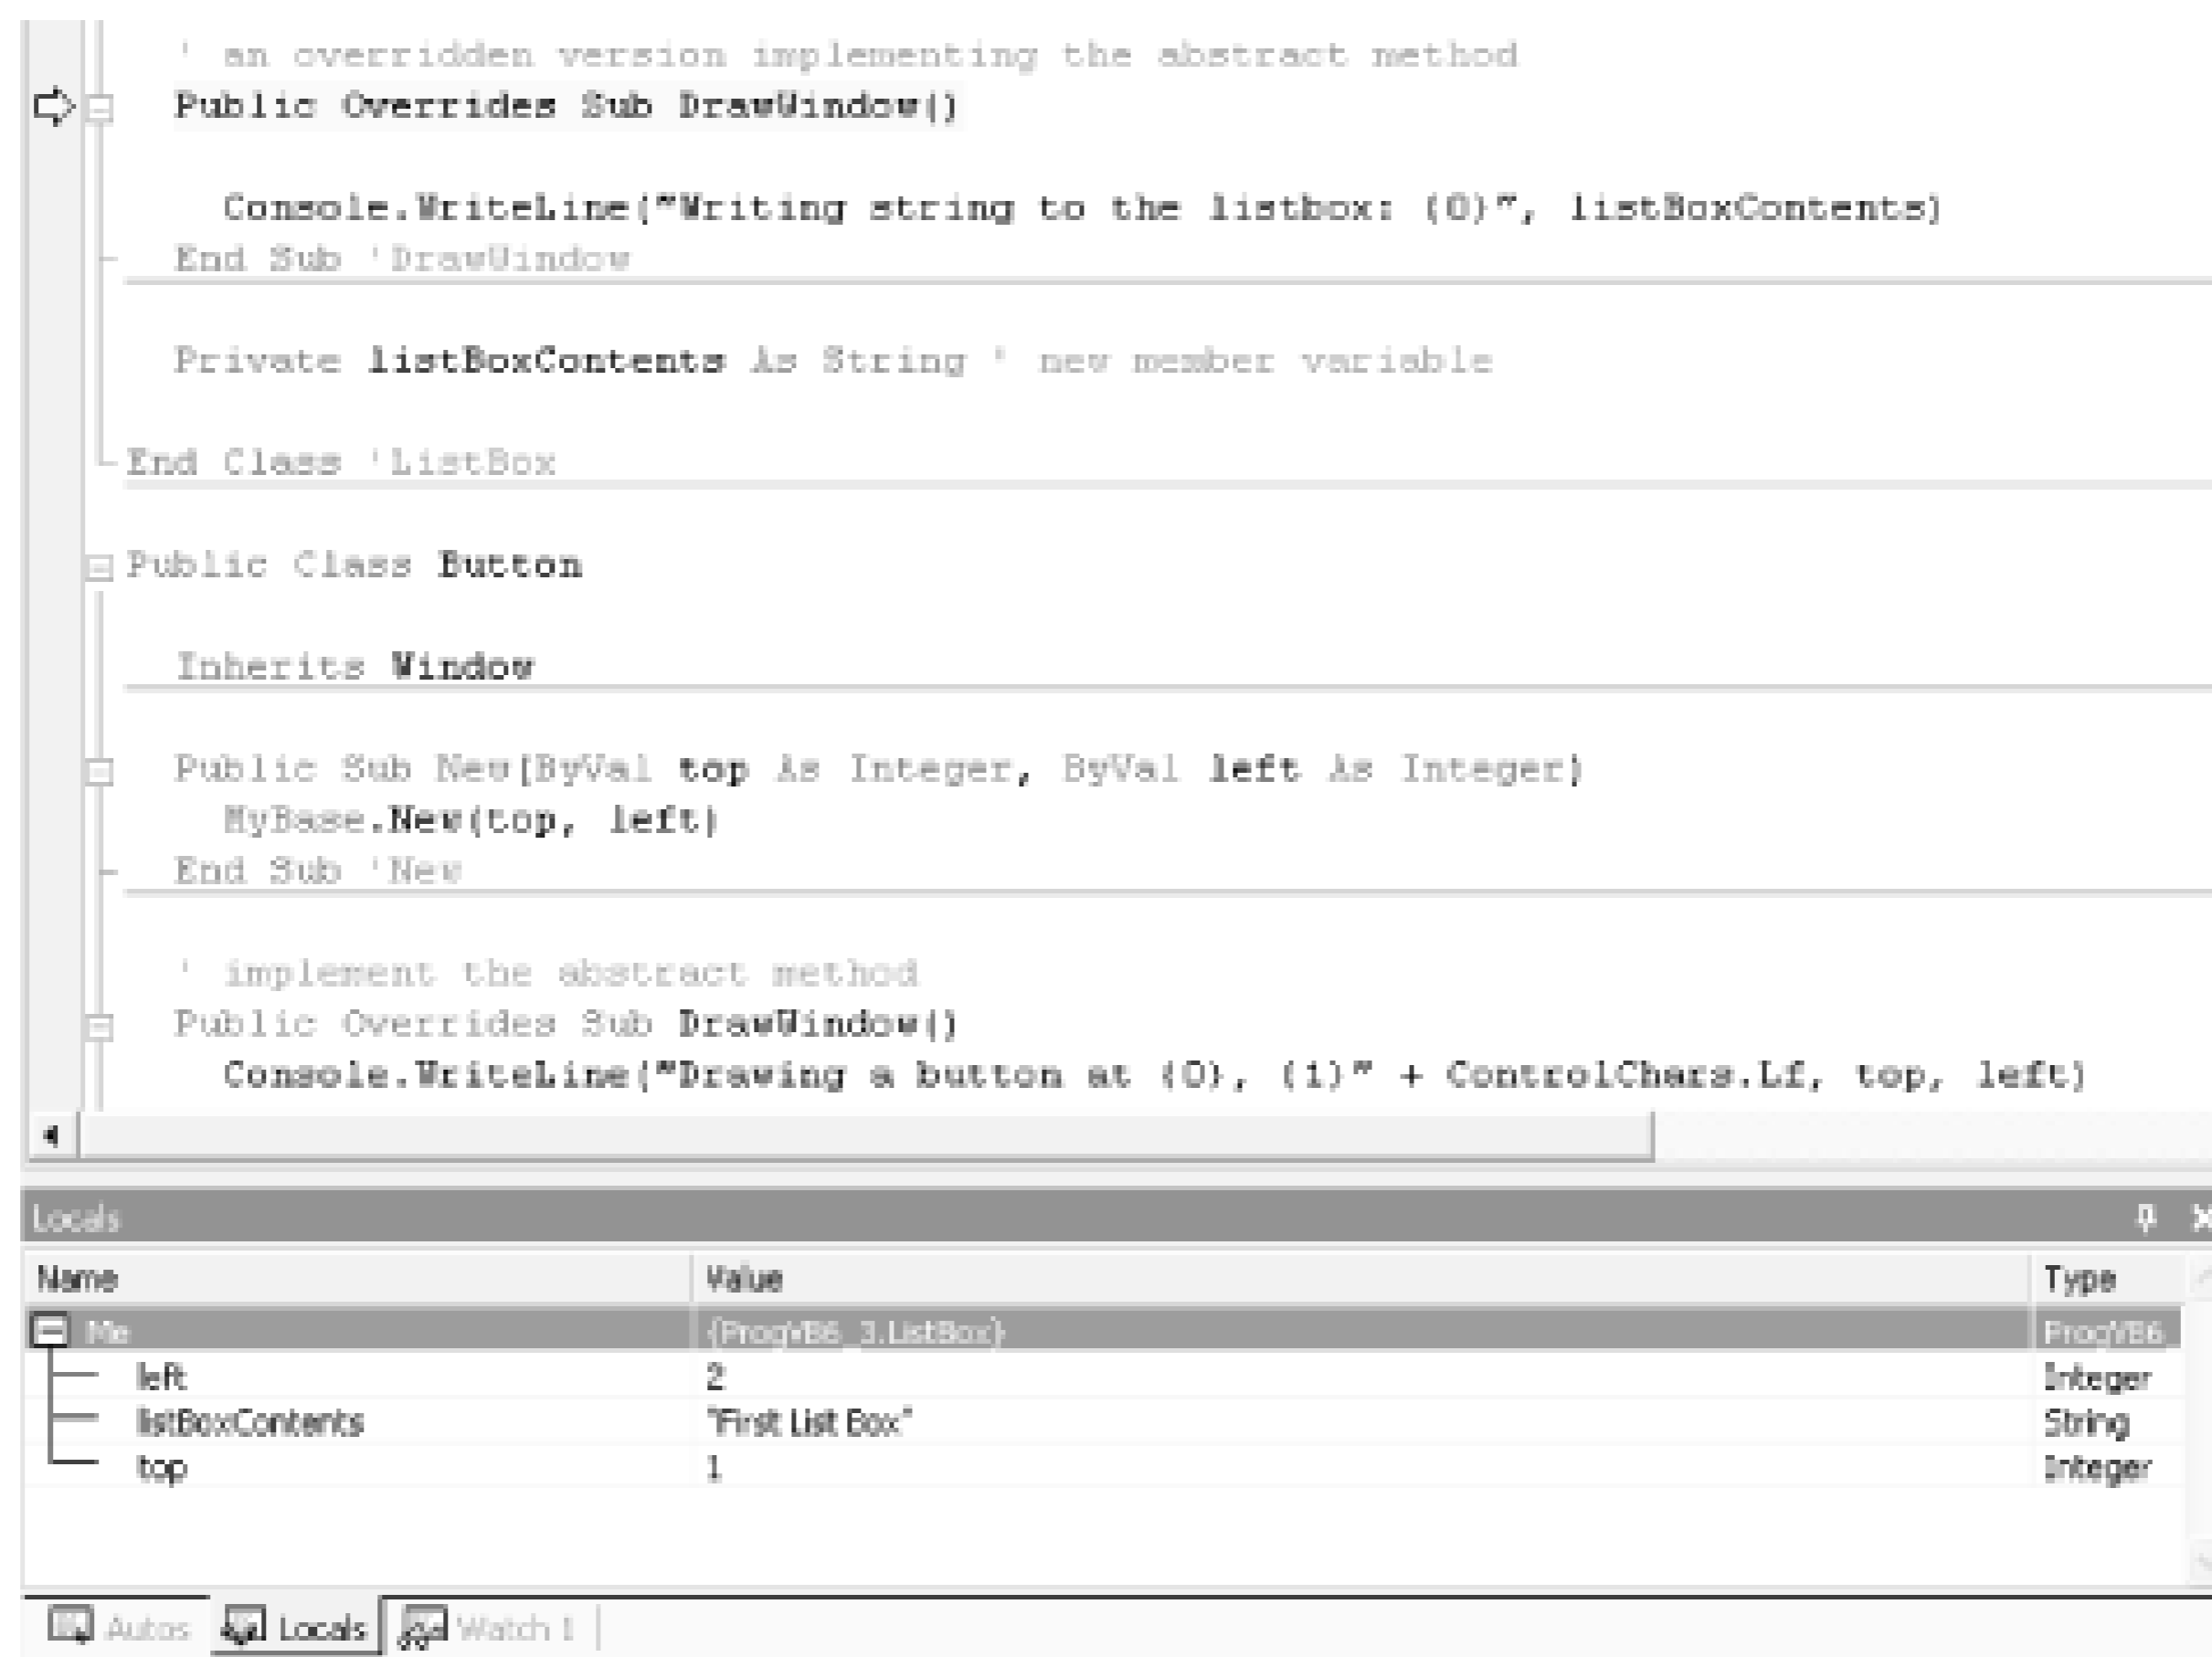 ' an overridden version implementing the abstract method
Public Overrides Sub DrawWindow()
Console.WriteLine("Writing string to the listbox: {0}", listBoxContents)
End Sub 'DrawWindow
Private listBoxContents As String ' new member variable
End Class 'ListBox
Public Class Button
Inherits Window
Public Sub New(ByVal top As Integer, ByVal left As Integer)
MyBase.New(top, left)
End Sub 'New
' implement the abstract method
Public Overrides Sub DrawWindow()
Console.WriteLine("Drawing a button at {0}, {1}" + ControlChars.Lf, top, left)
Locals
Name Value Type
Me {ProgVB6_3.ListBox} ProgVB6
left 2 Integer
listBoxContents "First List Box" String
top 1 Integer
Autos Locals Watch 1